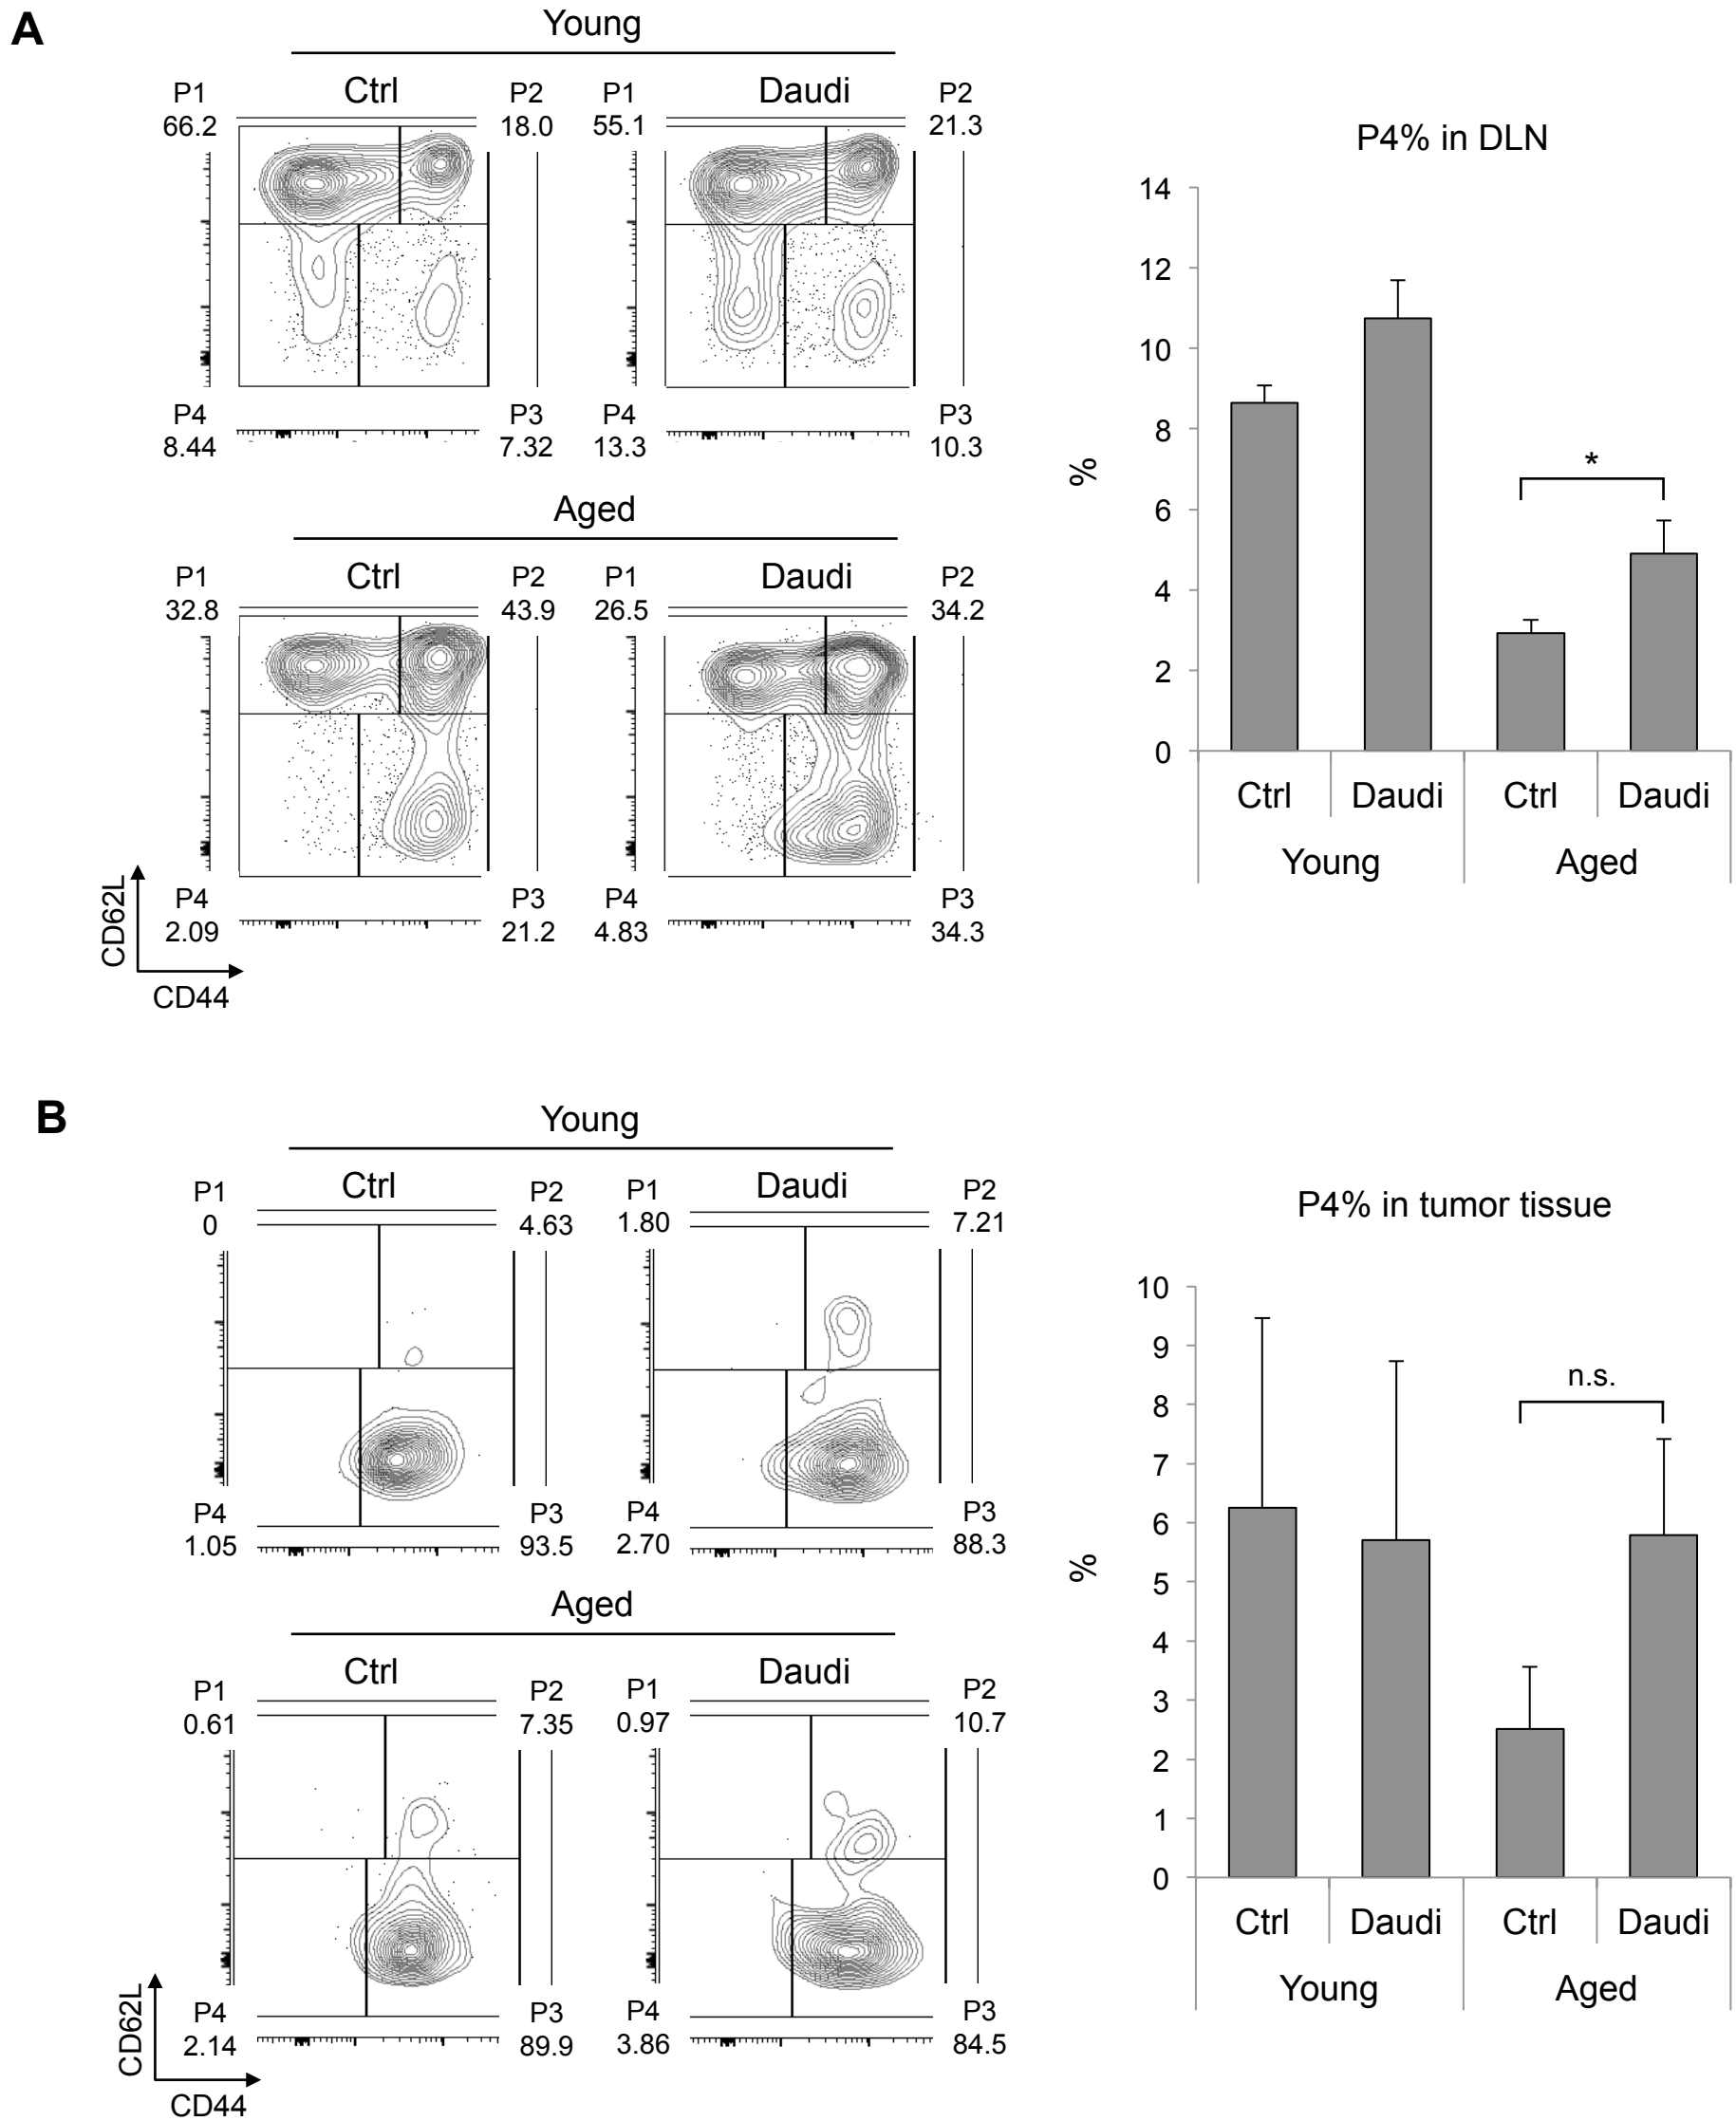 A
Young
P1 Ctrl P2 P1 Daudi P2
66.2 18.0 55.1 21.3
P4 P3 P4 P3
8.44 7.32 13.3 10.3
Aged
P1 Ctrl P2 P1 Daudi P2
32.8 43.9 26.5 34.2
P4 P3 P4 P3
2.09 21.2 4.83 34.3
CD62L
CD44
P4% in DLN
14
12
10
8
6
4
2
0
%
*
Ctrl Daudi Ctrl Daudi
Young Aged
B
Young
P1 Ctrl P2 P1 Daudi P2
0 4.63 1.80 7.21
P4 P3 P4 P3
1.05 93.5 2.70 88.3
Aged
P1 Ctrl P2 P1 Daudi P2
0.61 7.35 0.97 10.7
P4 P3 P4 P3
2.14 89.9 3.86 84.5
CD62L
CD44
P4% in tumor tissue
10
9
8
7
6
5
4
3
2
1
0
%
n.s.
Ctrl Daudi Ctrl Daudi
Young Aged